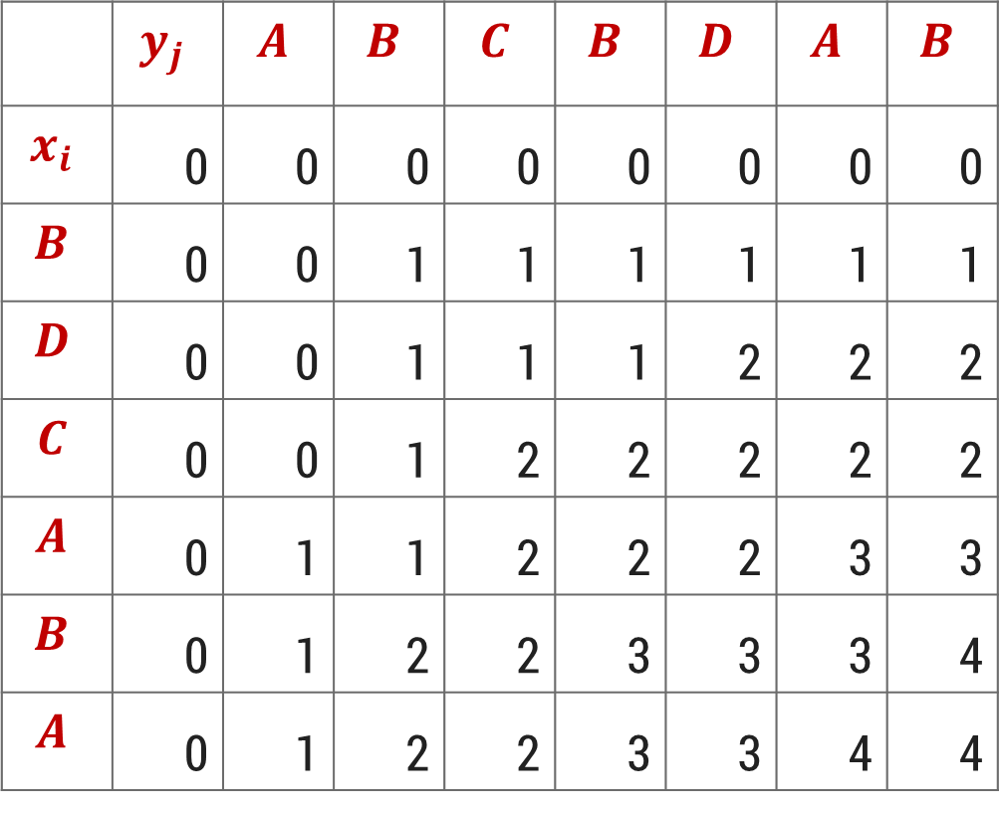 y_j A B C B D A B
x_i 0 0 0 0 0 0 0 0
B 0 0 1 1 1 1 1 1
D 0 0 1 1 1 2 2 2
C 0 0 1 2 2 2 2 2
A 0 1 1 2 2 2 3 3
B 0 1 2 2 3 3 3 4
A 0 1 2 2 3 3 4 4